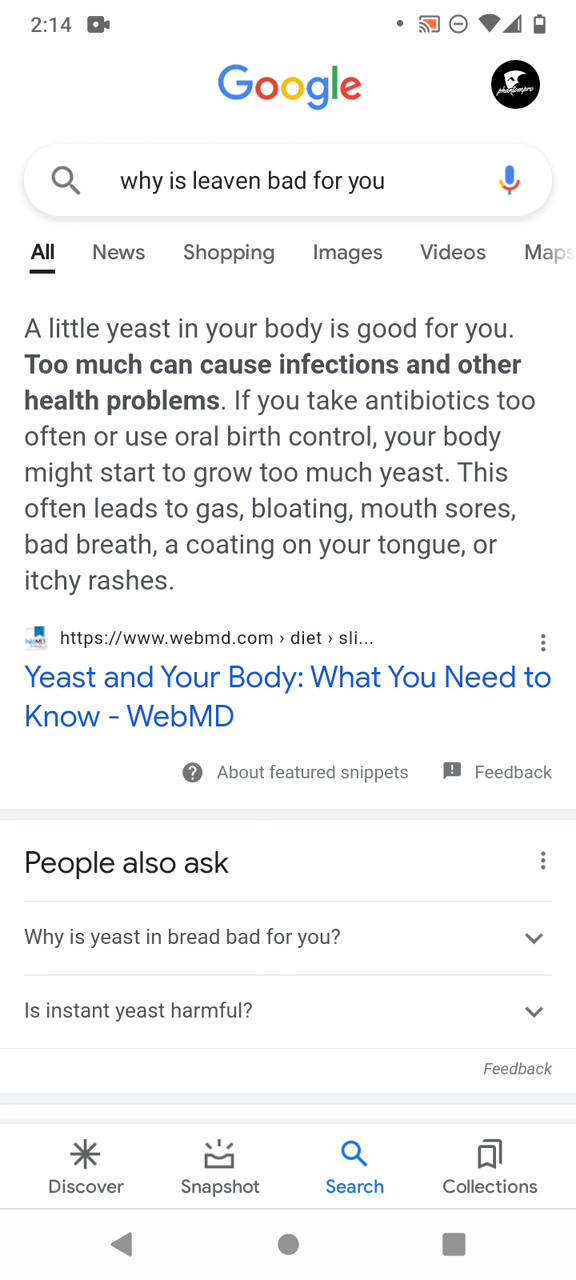 2:14
Google
why is leaven bad for you
All News Shopping Images Videos Maps
A little yeast in your body is good for you.
Too much can cause infections and other
health problems. If you take antibiotics too
often or use oral birth control, your body
might start to grow too much yeast. This
often leads to gas, bloating, mouth sores,
bad breath, a coating on your tongue, or
itchy rashes.
https://www.webmd.com › diet › sli...
Yeast and Your Body: What You Need to
Know - WebMD
About featured snippets Feedback
People also ask
Why is yeast in bread bad for you?
Is instant yeast harmful?
Feedback
Discover Snapshot Search Collections